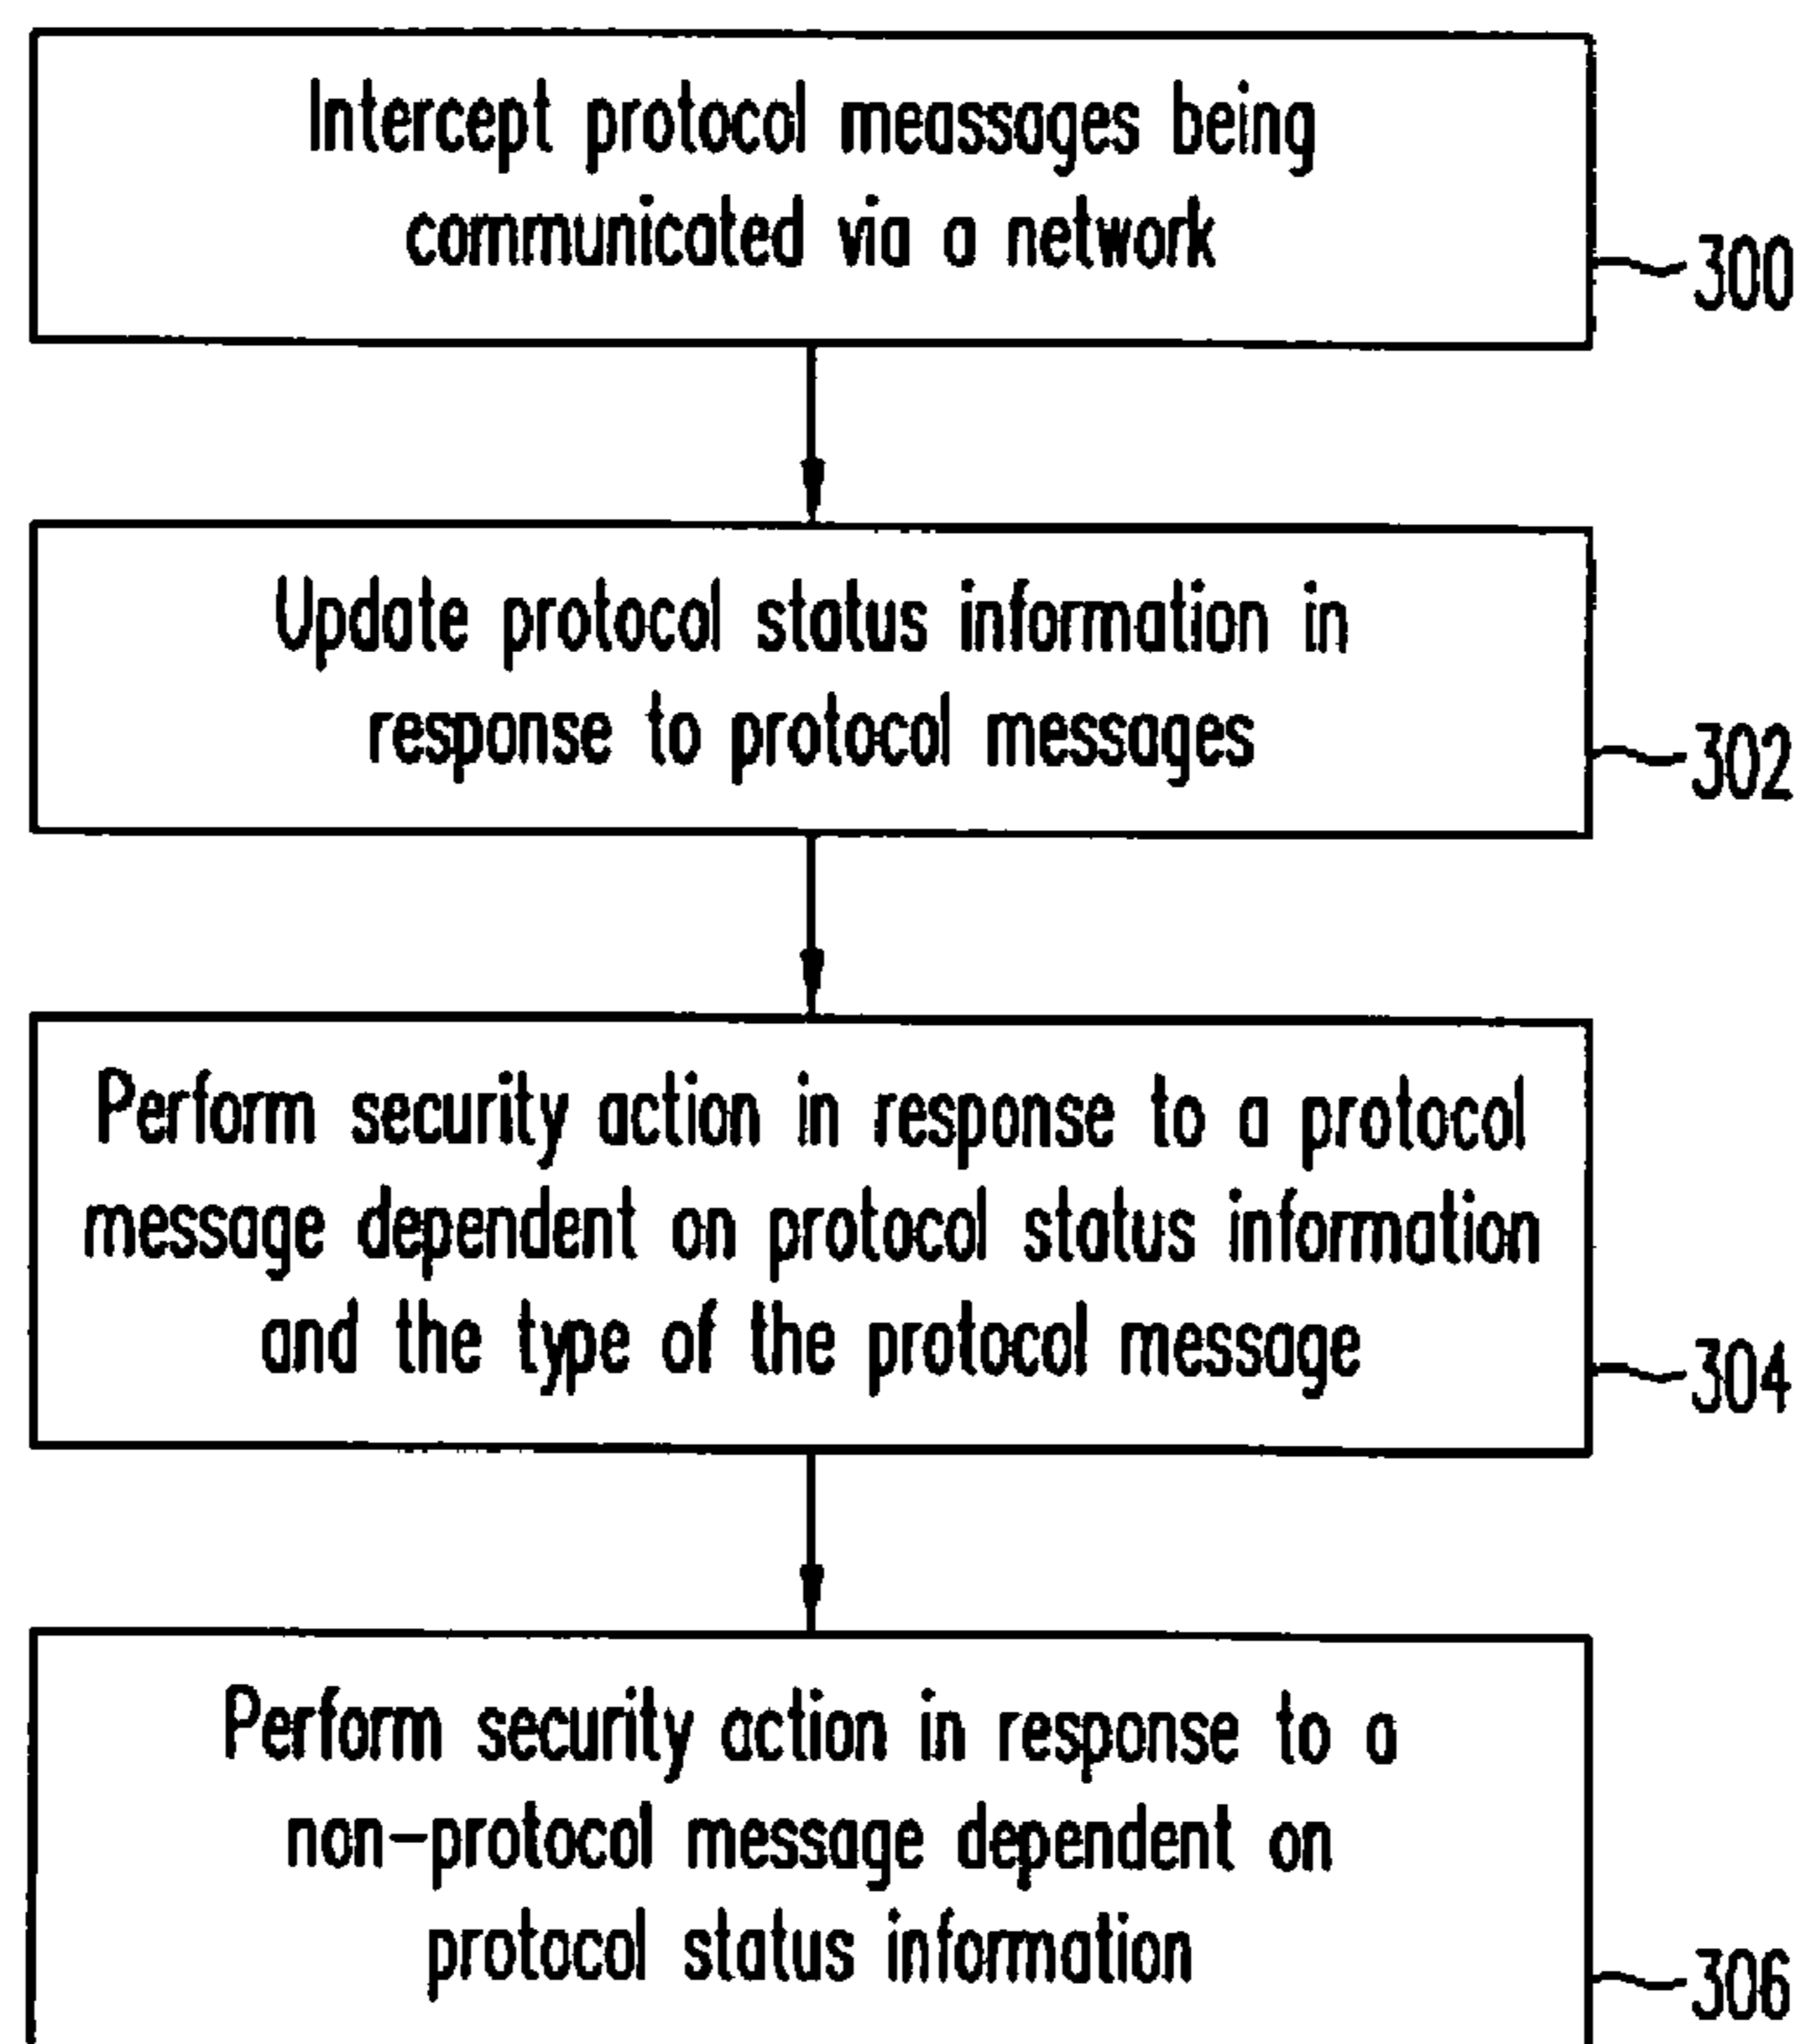 Intercept protocol meassages being
communicated via a network
300
Update protocol status information in
response to protocol messages
302
Perform security action in response to a protocol
message dependent on protocol status information
and the type of the protocol message
304
Perform security action in response to a
non-protocol message dependent on
protocol status information
306